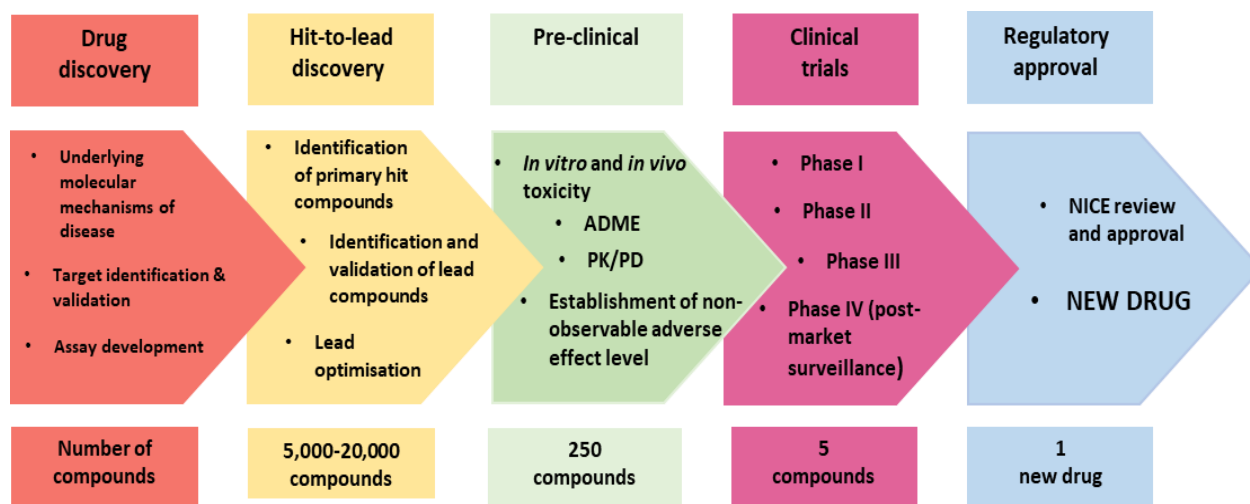 Drug
discovery
Hit-to-lead
discovery
Pre-clinical
Clinical
trials
Regulatory
approval
• Underlying
molecular
mechanisms of
disease
• Target identification &
validation
• Assay development
• Identification
of primary hit
compounds
• Identification and
validation of lead
compounds
• Lead
optimisation
• In vitro and in vivo
toxicity
• ADME
• PK/PD
• Establishment of non-
observable adverse
effect level
• Phase I
• Phase II
• Phase III
• Phase IV (post-
market
surveillance)
• NICE review
and approval
• NEW DRUG
Number of
compounds
5,000-20,000
compounds
250
compounds
5
compounds
1
new drug